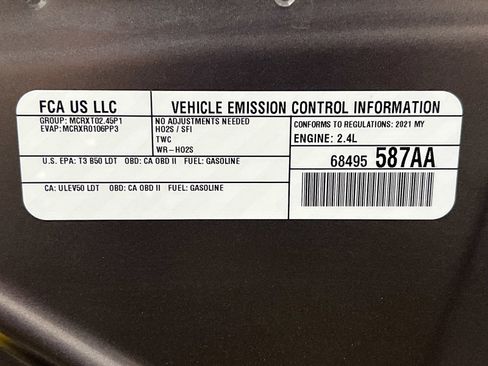 FCA US LLC
VEHICLE EMISSION CONTROL INFORMATION
GROUP: MCRXT02.45P1
EVAP: MCRXR0106PP3
NO ADJUSTMENTS NEEDED
HO2S / SFI
TWC
WR-HO2S
CONFORMS TO REGULATIONS: 2021 MY
ENGINE: 2.4L
U.S. EPA: T3 B50 LDT OBD: CA OBD II FUEL: GASOLINE
68495 587AA
CA: ULEV50 LDT OBD: CA OBD II FUEL: GASOLINE